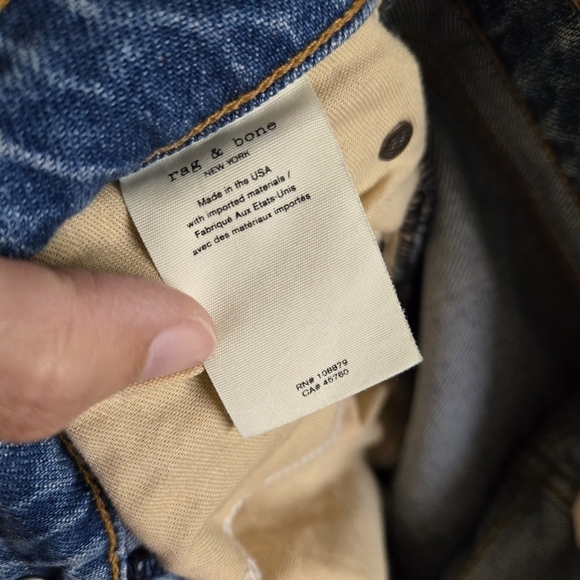 rag & bone
NEW YORK
Made in the USA
with imported materials /
Fabriqué Aux Etats-Unis
avec des matériaux importés
RN# 108879
CA# 45760